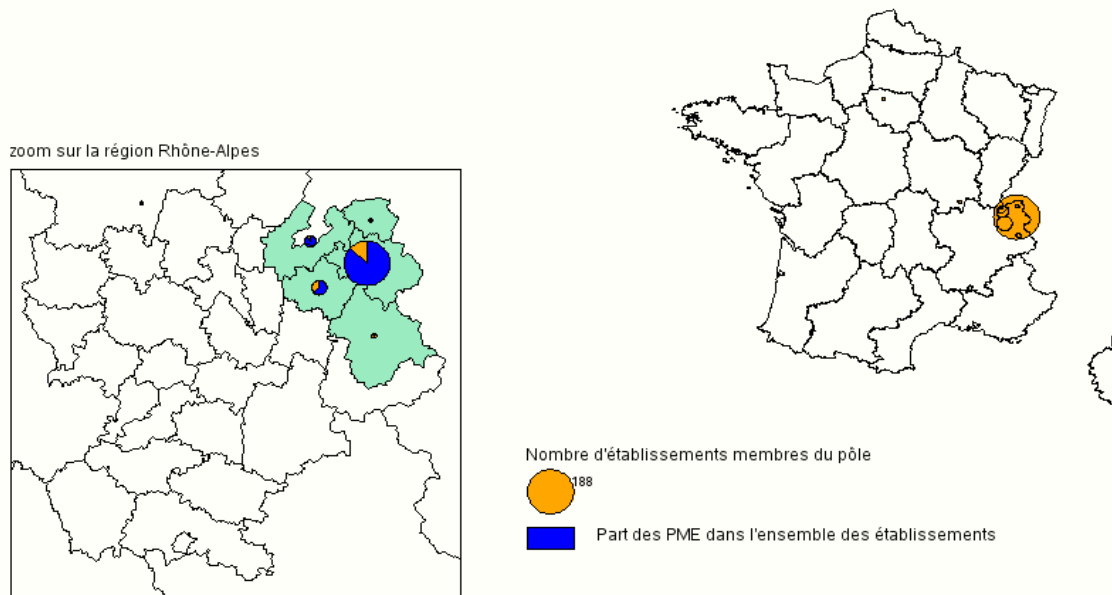 zoom sur la région Rhône-Alpes
Nombre d'établissements membres du pôle
188
Part des PME dans l'ensemble des établissements